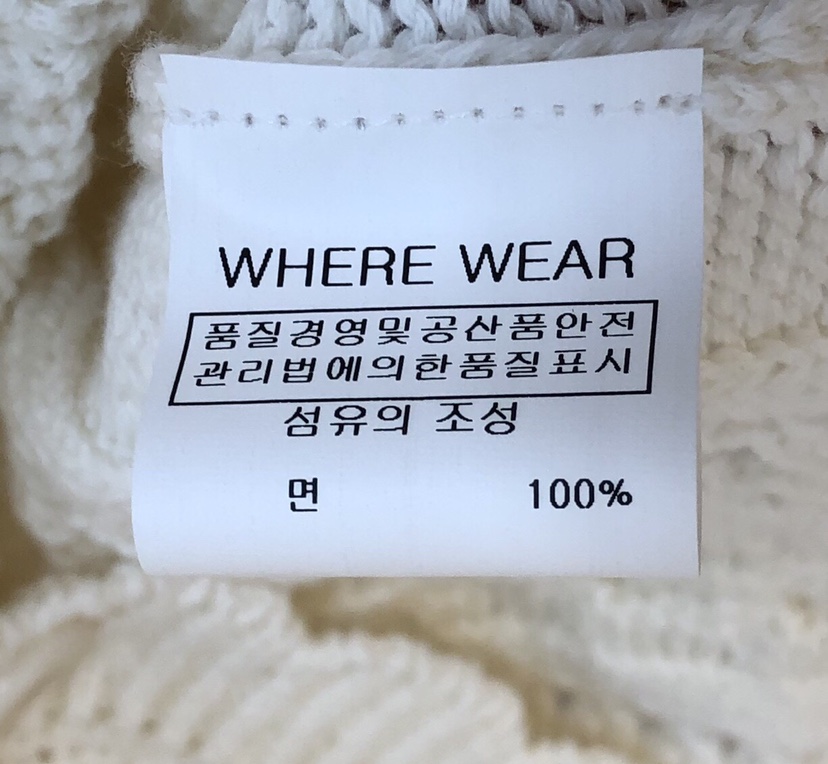 WHERE WEAR
품질경영및공산품안전
관리법에의한품질표시
섬유의 조성
면 100%